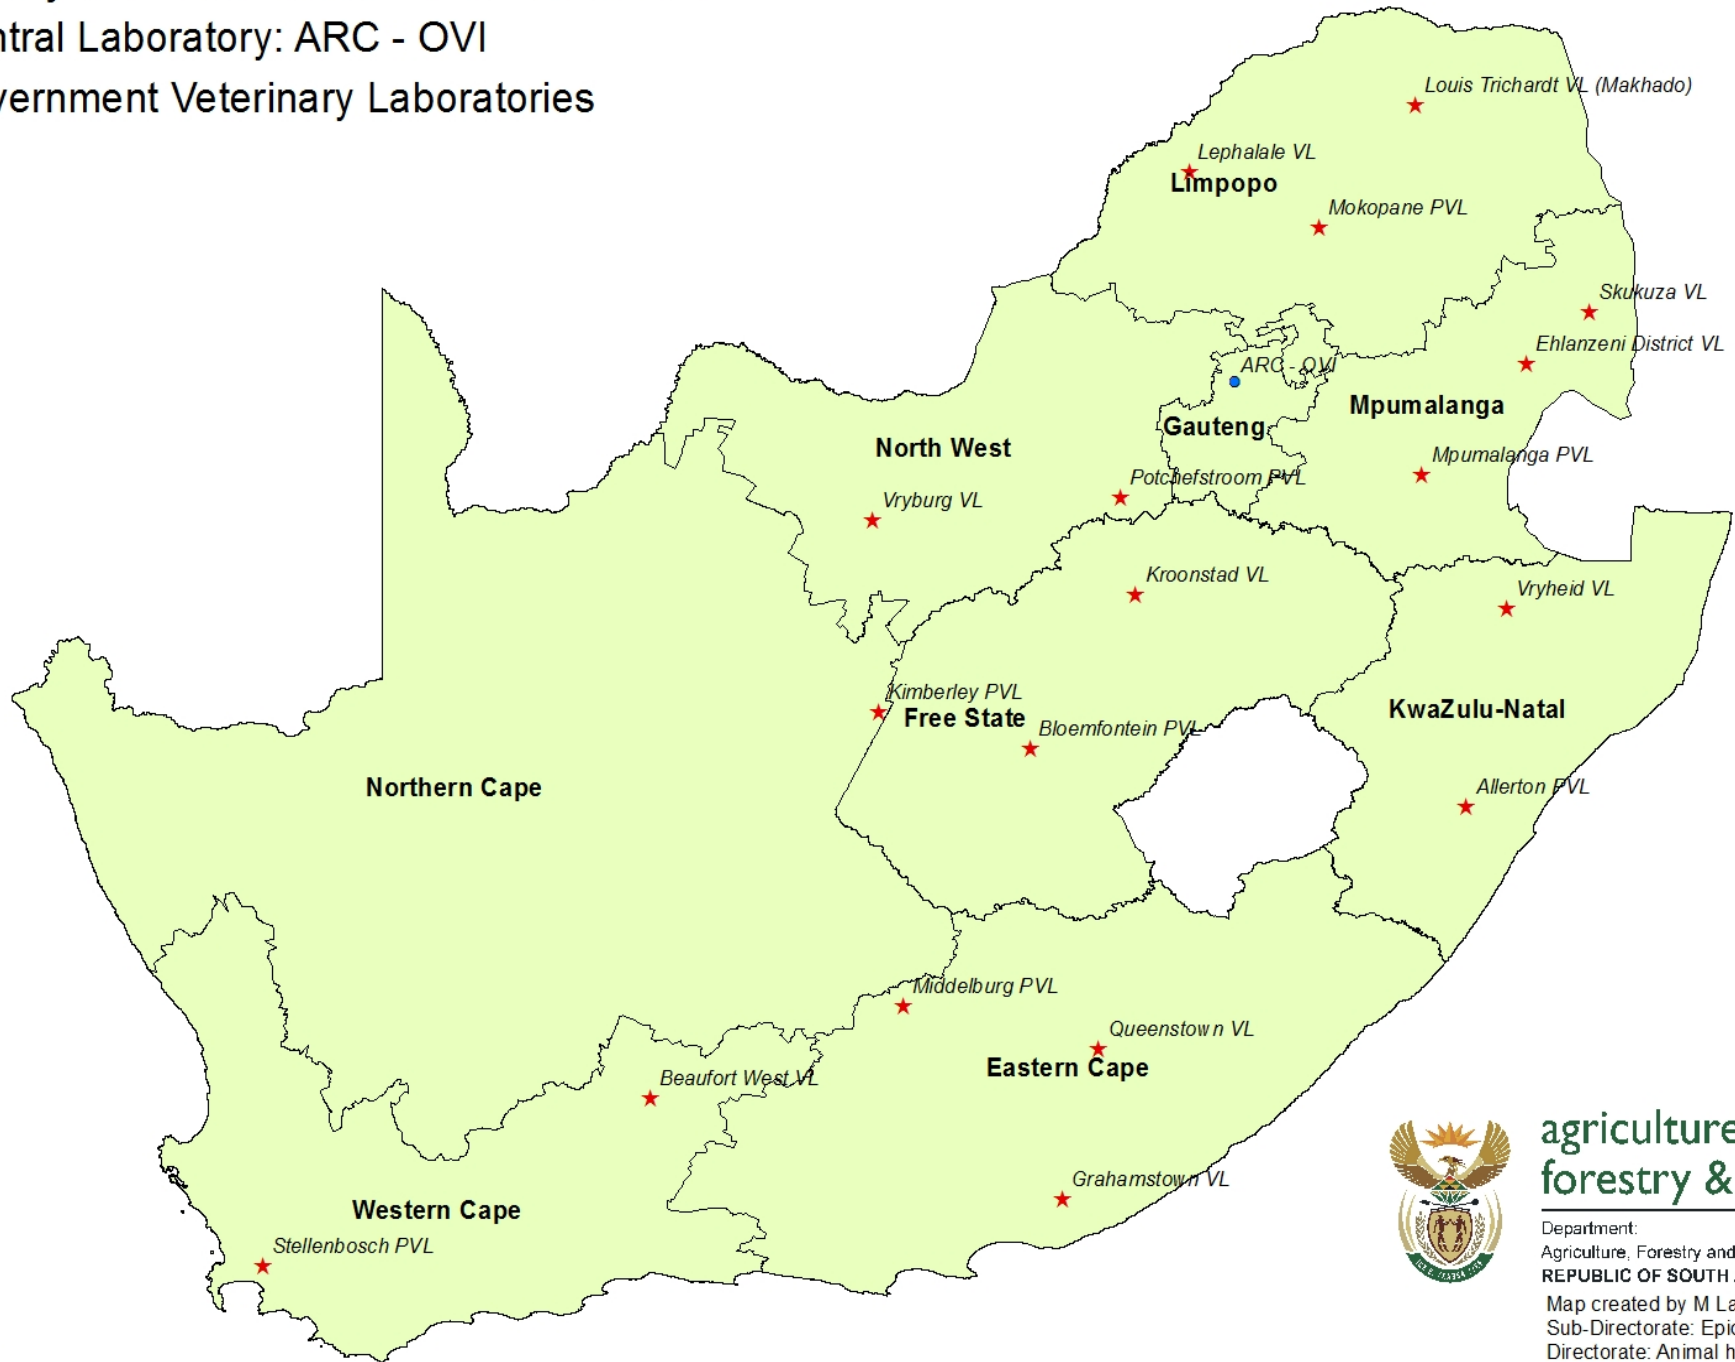 ntral Laboratory: ARC - OVI
vernment Veterinary Laboratories
Louis Trichardt VL (Makhado)
Lephalale VL
Limpopo
Mokopane PVL
Skukuza VL
Ehlanzeni District VL
ARC - OVI
Mpumalanga
Gauteng
North West
Mpumalanga PVL
Potchefstroom PVL
Vryburg VL
Kroonstad VL
Vryheid VL
Kimberley PVL
Free State
KwaZulu-Natal
Bloemfontein PVL
Northern Cape
Allerton PVL
Middelburg PVL
Queenstown VL
Eastern Cape
Beaufort West VL
Grahamstown VL
Western Cape
Stellenbosch PVL
agriculture
forestry &
Department:
Agriculture, Forestry and
REPUBLIC OF SOUTH
Map created by M La
Sub-Directorate: Epi
Directorate: Animal h